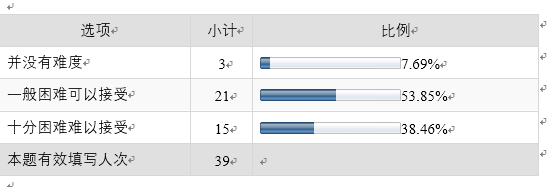 选项 小计 比例
并没有难度 3 7.69%
一般困难可以接受 21 53.85%
十分困难难以接受 15 38.46%
本题有效填写人次 39